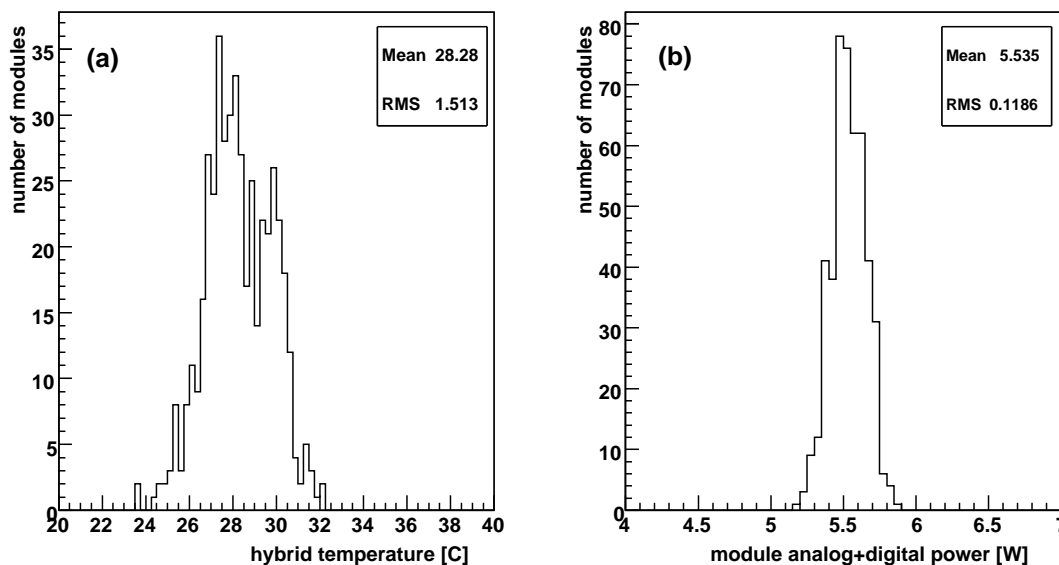 (a)
Mean 28.28
RMS 1.513
number of modules
35
30
25
20
15
10
5
0
20 22 24 26 28 30 32 34 36 38 40
hybrid temperature [C]
(b)
Mean 5.535
RMS 0.1186
number of modules
80
70
60
50
40
30
20
10
0
4 4.5 5 5.5 6 6.5 7
module analog+digital power [W]